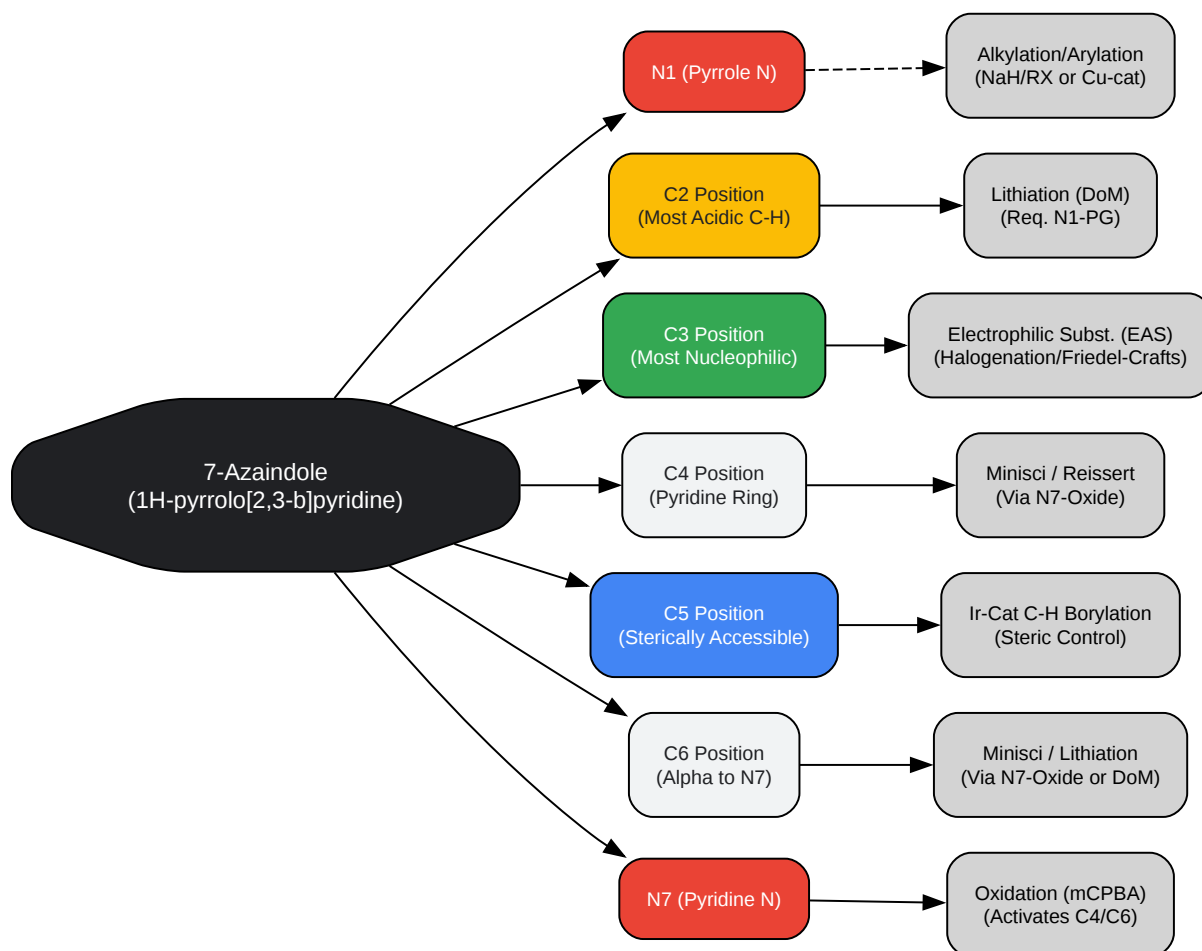 7-Azaindole
(1H-pyrrolo[2,3-b]pyridine)
N1 (Pyrrole N)
Alkylation/Arylation
(NaH/RX or Cu-cat)
C2 Position
(Most Acidic C-H)
Lithiation (DoM)
(Req. N1-PG)
C3 Position
(Most Nucleophilic)
Electrophilic Subst. (EAS)
(Halogenation/Friedel-Crafts)
C4 Position
(Pyridine Ring)
Minisci / Reissert
(Via N7-Oxide)
C5 Position
(Sterically Accessible)
Ir-Cat C-H Borylation
(Steric Control)
C6 Position
(Alpha to N7)
Minisci / Lithiation
(Via N7-Oxide or DoM)
N7 (Pyridine N)
Oxidation (mCPBA)
(Activates C4/C6)